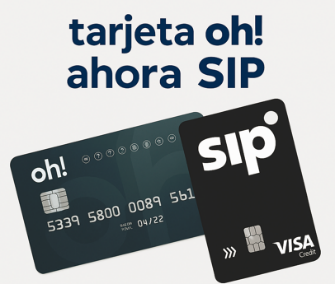 tarjeta oh!
ahora SIP
oh!
5339 5800 0089 561
04/22
sip
VISA
Credit